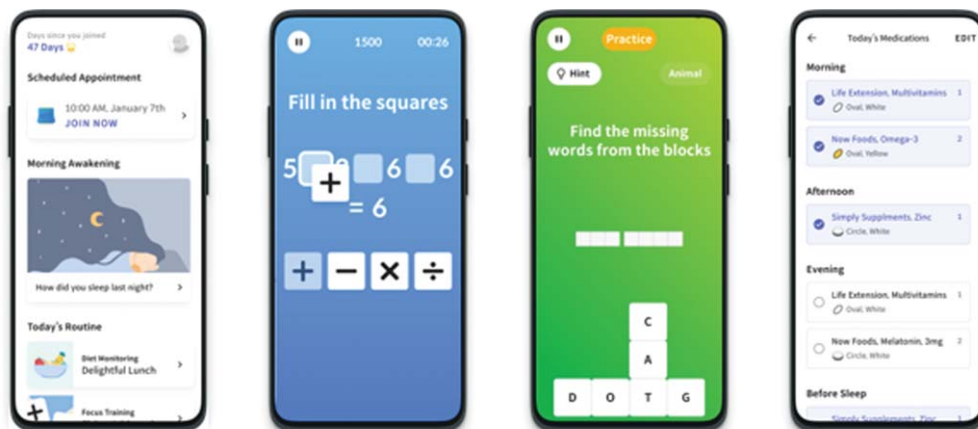 Days since you joined
47 Days
Scheduled Appointment
10:00 AM, January 7th
JOIN NOW
Morning Awakening
How did you sleep last night?
Today's Routine
Diet Monitoring
Delightful Lunch
Focus Training
1500 00:26
Fill in the squares
5 6 6
+
= 6
+ − × ÷
Practice
Hint Animal
Find the missing
words from the blocks
C
A
D O T G
Today's Medications EDIT
Morning
Life Extension, Multivitamins 1
Oval, White
Now Foods, Omega-3 2
Oval, Yellow
Afternoon
Simply Supplments, Zinc 1
Circle, White
Evening
Life Extension, Multivitamins 1
Oval, White
Now Foods, Melatonin, 3mg 2
Circle, White
Before Sleep
Simply Supplements, Zinc 1